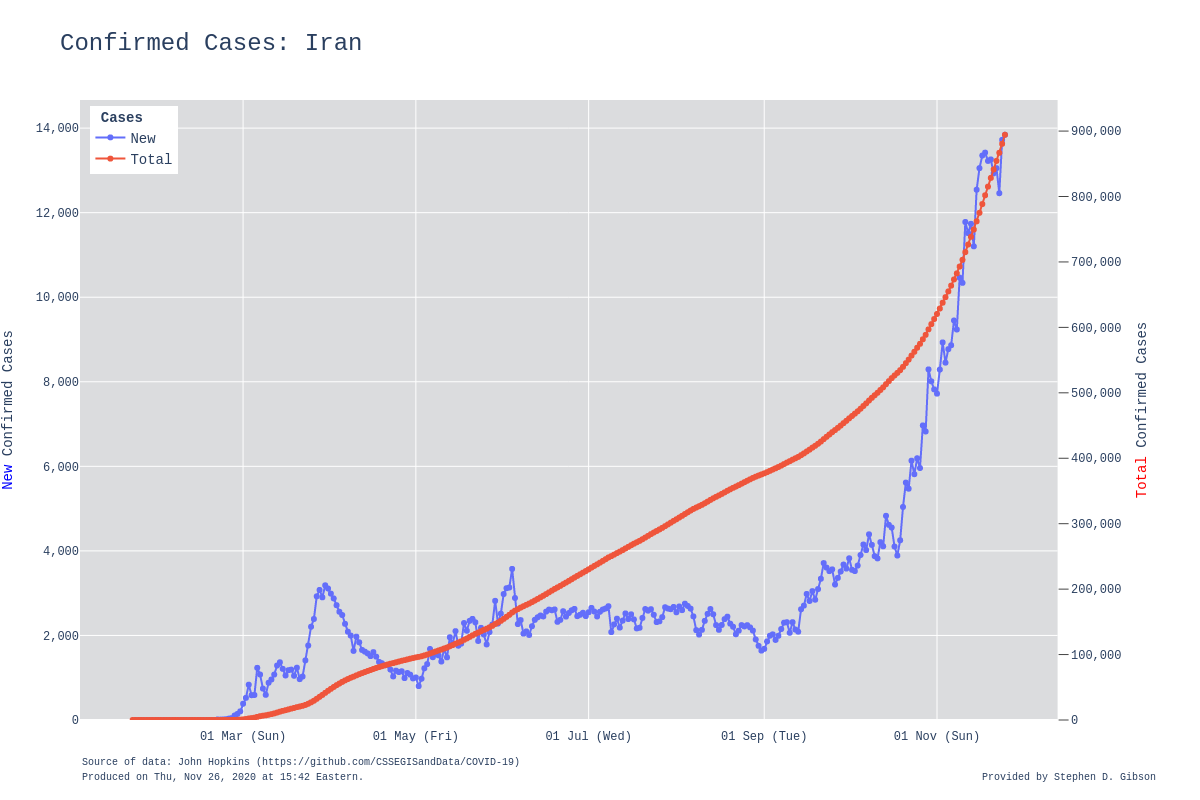 Confirmed Cases: Iran
Cases
New
Total
14,000
12,000
10,000
8,000
6,000
4,000
2,000
0
New Confirmed Cases
900,000
800,000
700,000
600,000
500,000
400,000
300,000
200,000
100,000
0
Total Confirmed Cases
01 Mar (Sun)
01 May (Fri)
01 Jul (Wed)
01 Sep (Tue)
01 Nov (Sun)
Source of data: John Hopkins (https://github.com/CSSEGISandData/COVID-19)
Produced on Thu, Nov 26, 2020 at 15:42 Eastern.
Provided by Stephen D. Gibson